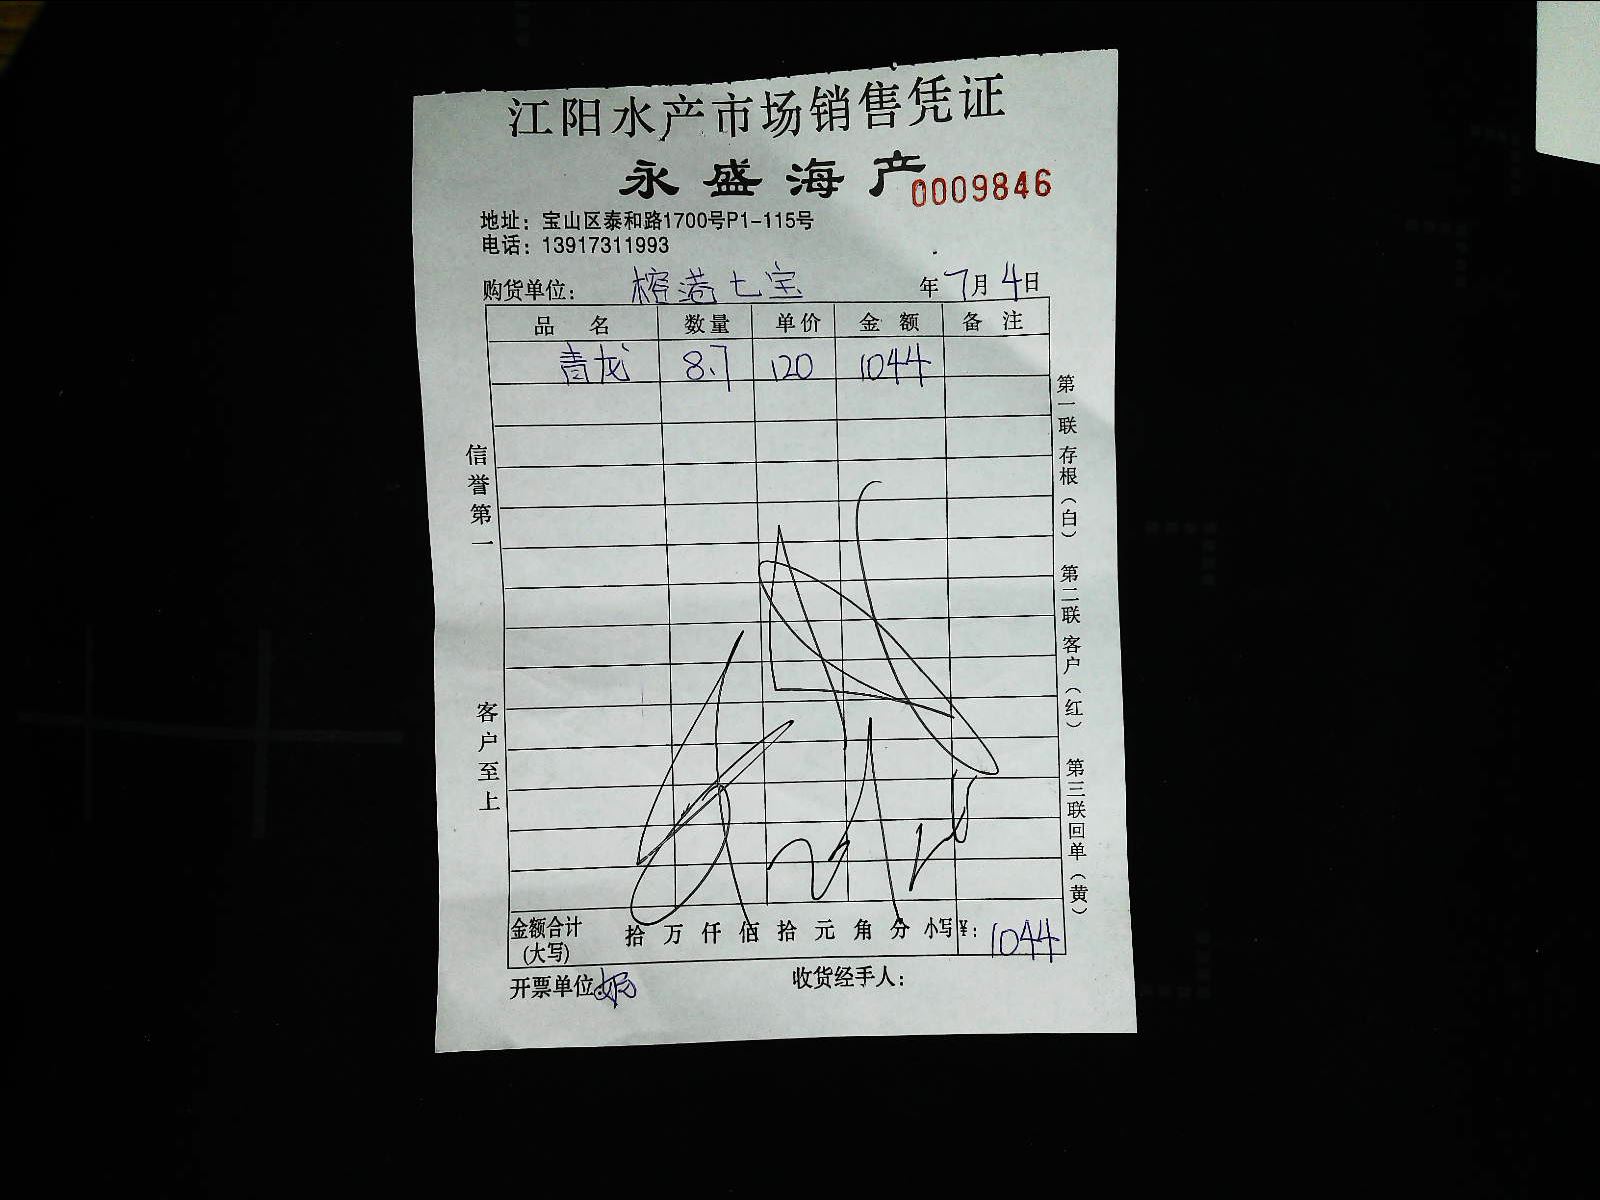 江阳水产市场销售凭证
永盛海产 0009846
地址：宝山区泰和路1700号P1-115号
电话：13917311993
购货单位： 榕港七宝 年7月4日
品名 数量 单价 金额 备注
青龙 8.7 120 1044
信誉第一
客户至上
第一联 存根（白） 第二联 客户（红） 第三联 回单（黄）
金额合计（大写） 拾 万 仟 佰 拾 元 角 分 小写¥：1044
开票单位： 收货经手人：